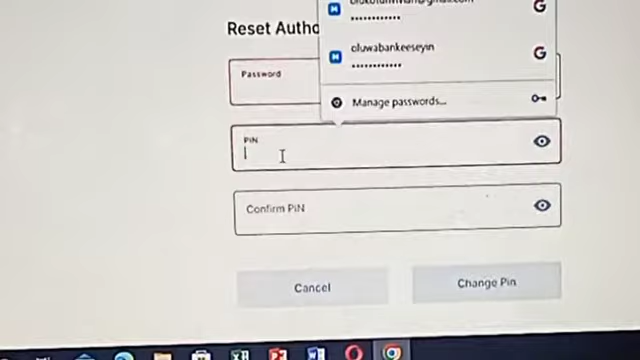 Reset Autho
Password
oluwabankeeseyin
Manage passwords...
PIN
Confirm PIN
Cancel
Change Pin